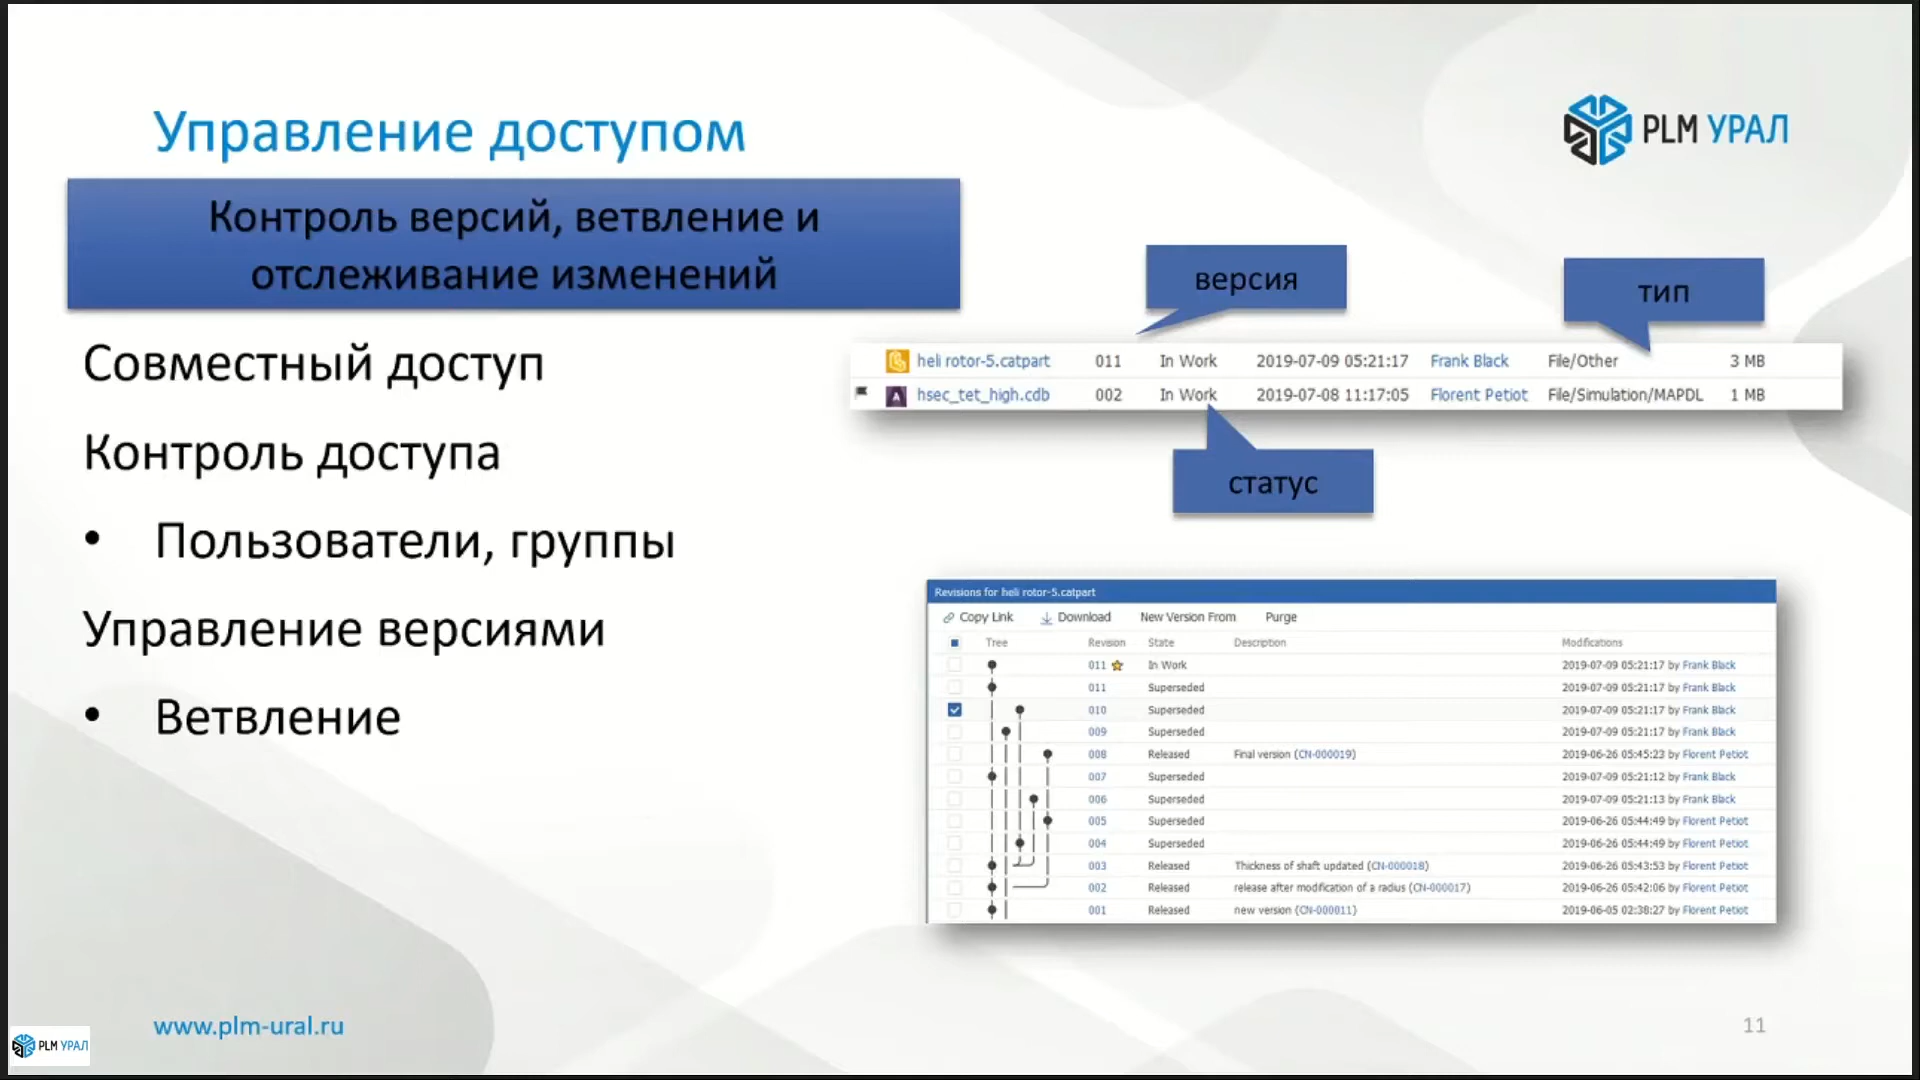 Управление доступом
PLM УРАЛ
Контроль версий, ветвление и
отслеживание изменений
Совместный доступ
Контроль доступа
• Пользователи, группы
Управление версиями
• Ветвление
версия
тип
heli rotor-5.catpart 011 In Work 2019-07-09 05:21:17 Frank Black File/Other 3 MB
hsec_tet_high.cdb 002 In Work 2019-07-08 11:17:05 Florent Petiot File/Simulation/MAPDL 1 MB
статус
Revisions for heli rotor-5.catpart
Copy Link Download New Version From Purge
Tree Revision State Description Modifications
011 In Work 2019-07-09 05:21:17 by Frank Black
011 Superseded 2019-07-09 05:21:17 by Frank Black
010 Superseded 2019-07-09 05:21:17 by Frank Black
009 Superseded 2019-07-09 05:21:17 by Frank Black
008 Released Final version (CN-000019) 2019-06-26 05:45:23 by Florent Petiot
007 Superseded 2019-07-09 05:21:12 by Frank Black
006 Superseded 2019-07-09 05:21:13 by Frank Black
005 Superseded 2019-06-26 05:44:49 by Florent Petiot
004 Superseded 2019-06-26 05:44:49 by Florent Petiot
003 Released Thickness of shaft updated (CN-000018) 2019-06-26 05:43:53 by Florent Petiot
002 Released release after modification of a radius (CN-000017) 2019-06-26 05:42:06 by Florent Petiot
001 Released new version (CN-000011) 2019-06-05 02:38:27 by Florent Petiot
www.plm-ural.ru
11
PLM УРАЛ